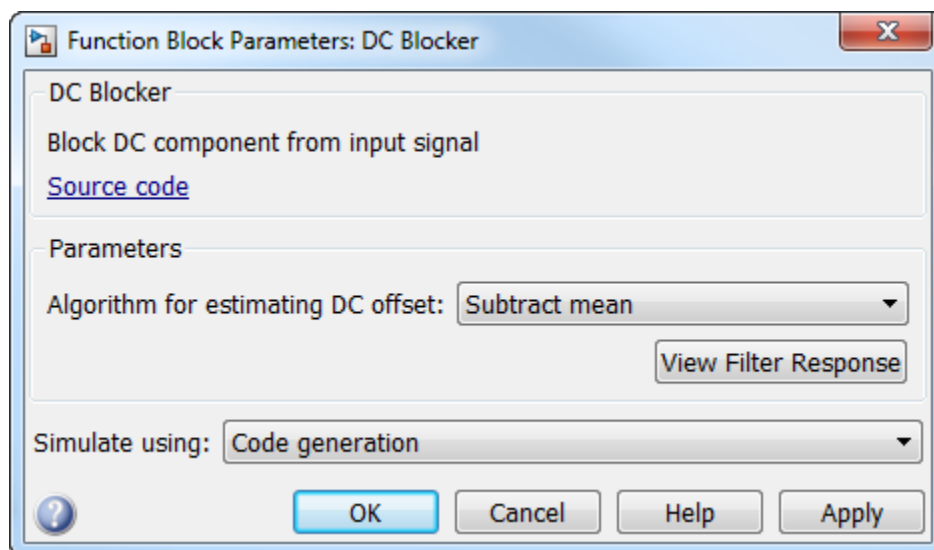 Function Block Parameters: DC Blocker
x
DC Blocker
Block DC component from input signal
Source code
Parameters
Algorithm for estimating DC offset: Subtract mean
View Filter Response
Simulate using: Code generation
? OK Cancel Help Apply